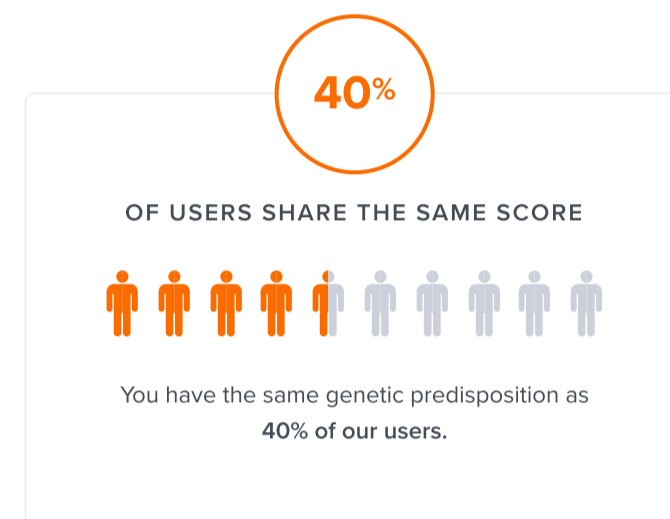 40%
OF USERS SHARE THE SAME SCORE
You have the same genetic predisposition as
40% of our users.